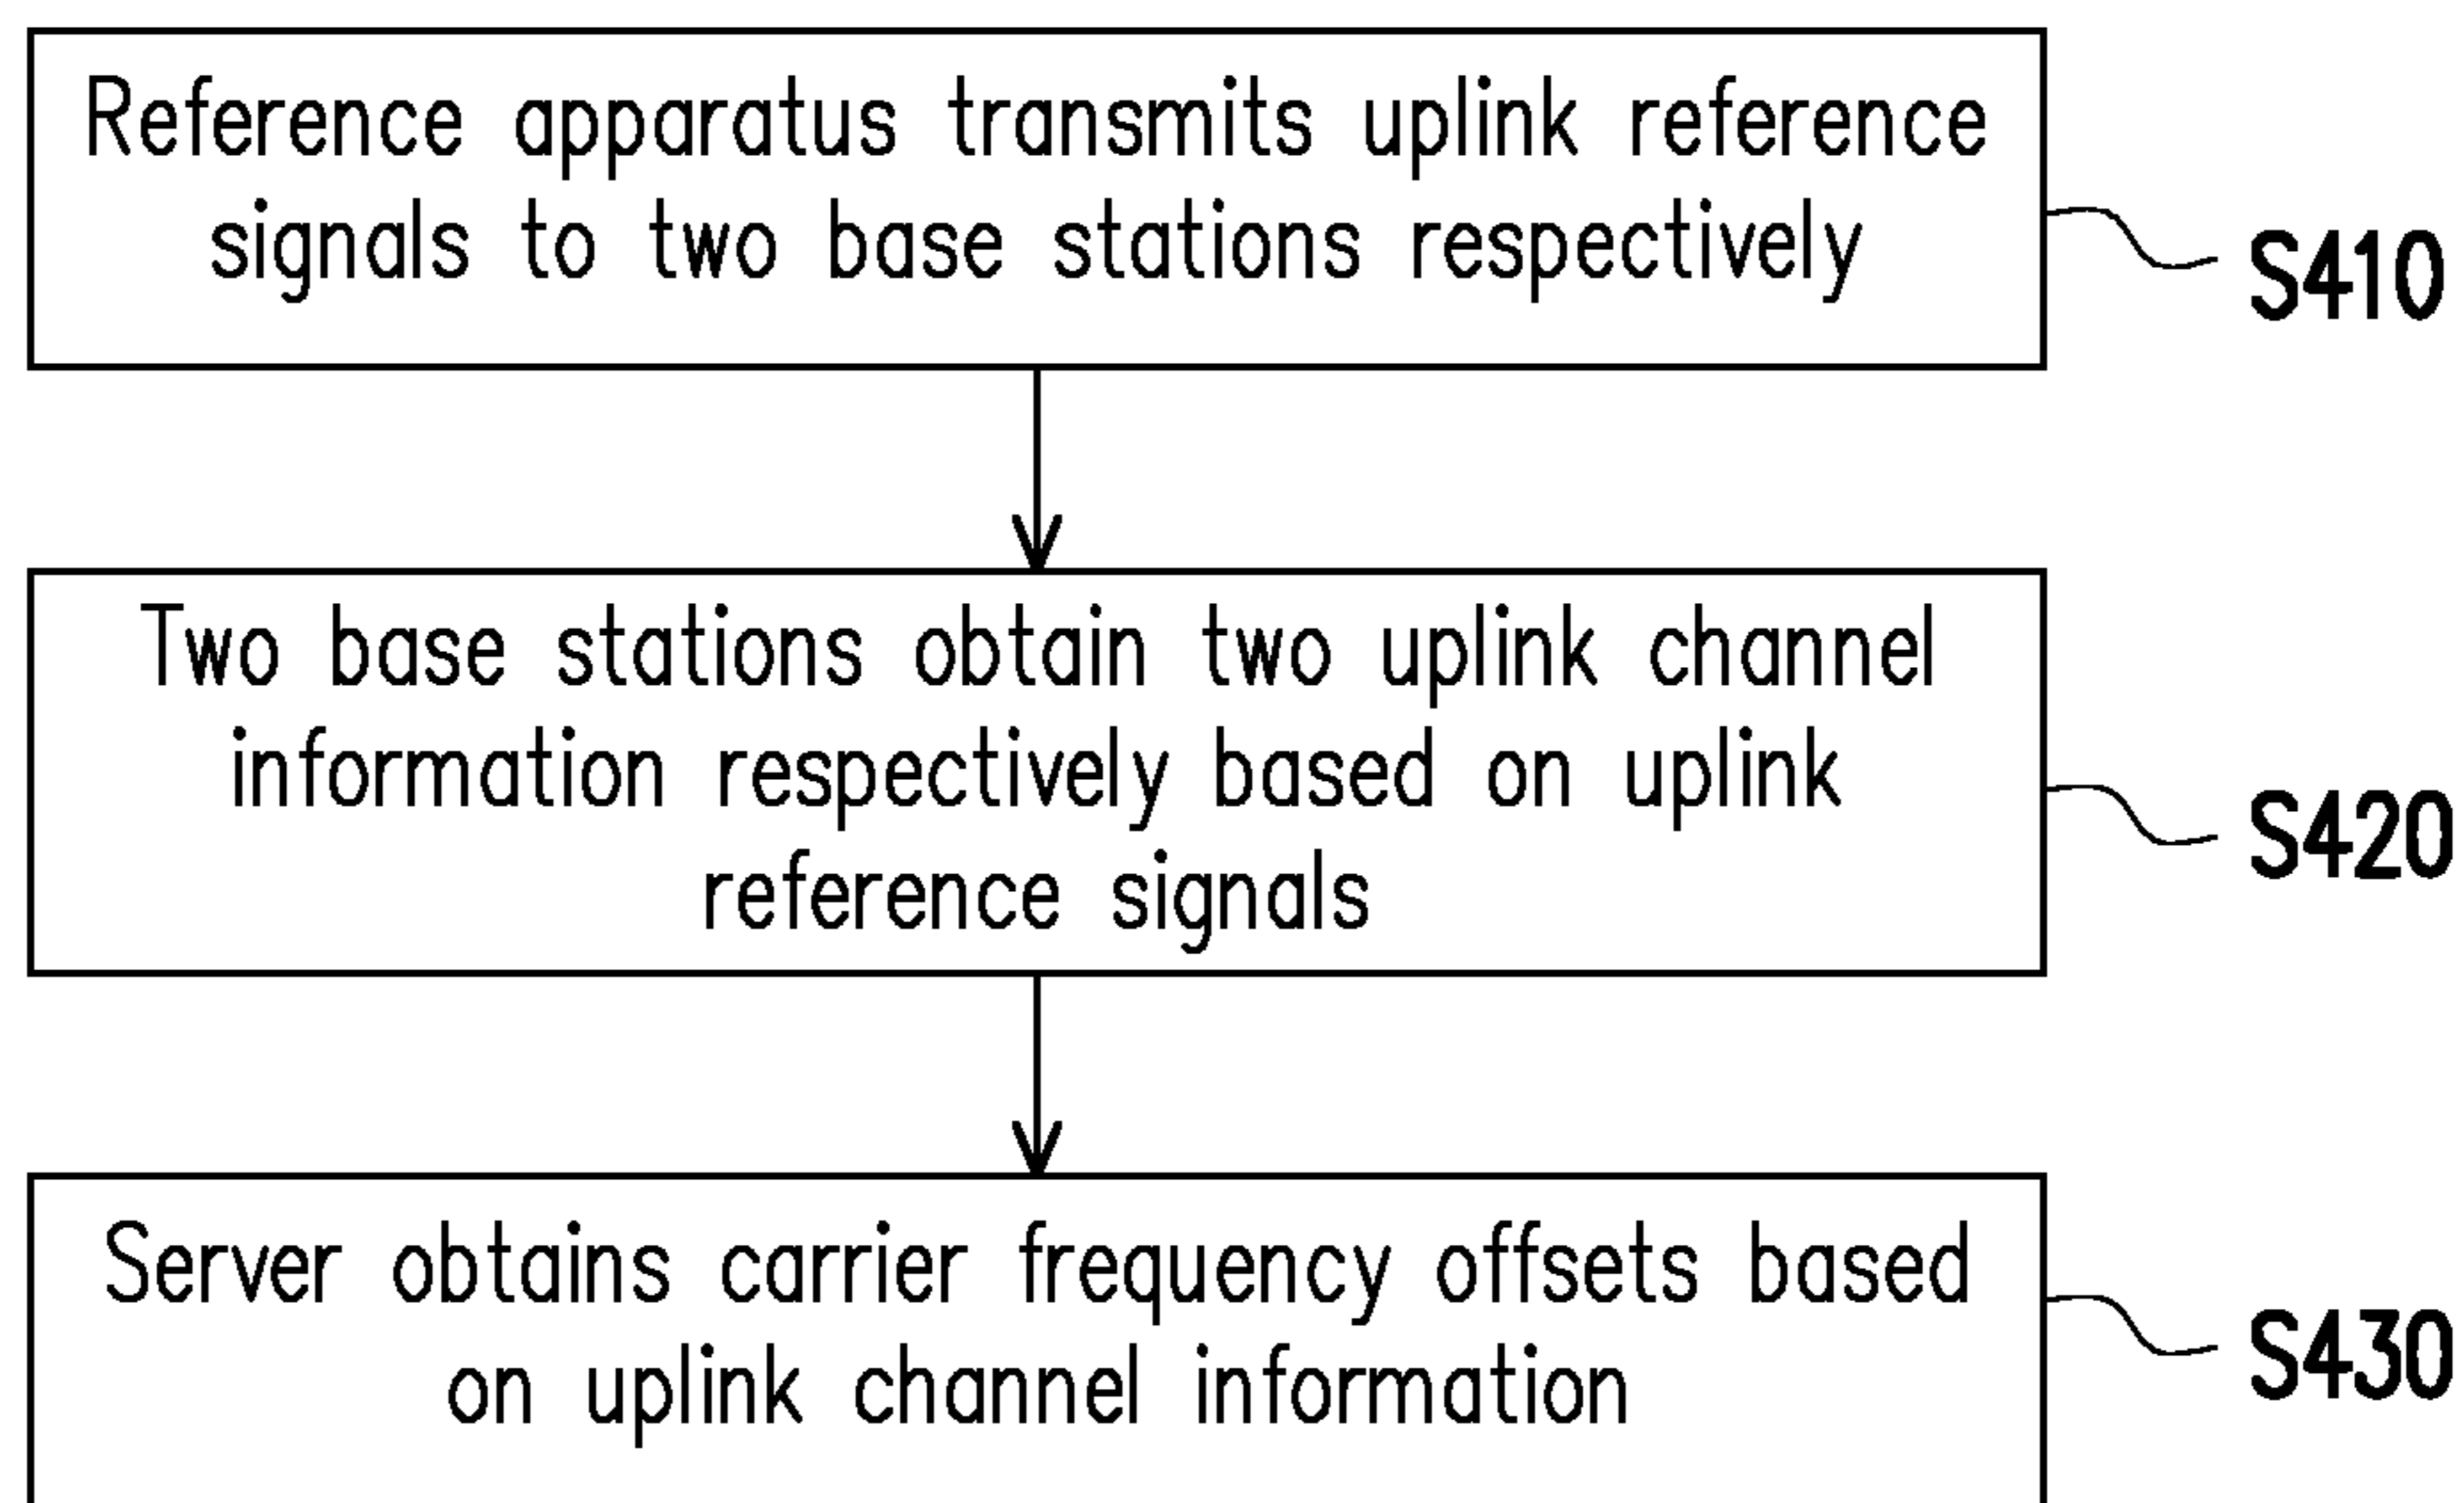 Reference apparatus transmits uplink reference
signals to two base stations respectively
S410
Two base stations obtain two uplink channel
information respectively based on uplink
reference signals
S420
Server obtains carrier frequency offsets based
on uplink channel information
S430